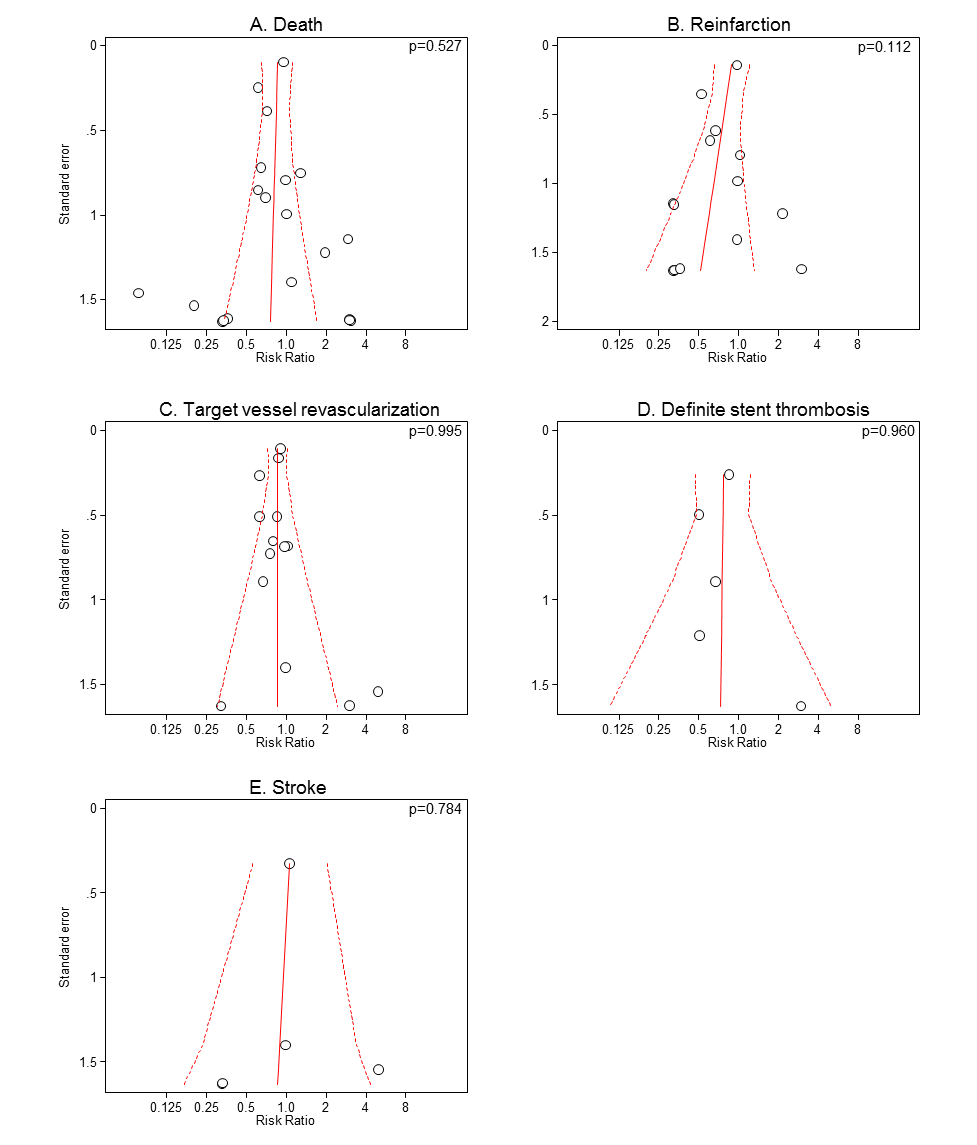 A. Death
p=0.527
Standard error
0
.5
1
1.5
0.125 0.25 0.5 1.0 2 4 8
Risk Ratio
B. Reinfarction
p=0.112
0
.5
1
1.5
2
0.125 0.25 0.5 1.0 2 4 8
Risk Ratio
C. Target vessel revascularization
p=0.995
Standard error
0
.5
1
1.5
0.125 0.25 0.5 1.0 2 4 8
Risk Ratio
D. Definite stent thrombosis
p=0.960
0
.5
1
1.5
0.125 0.25 0.5 1.0 2 4 8
Risk Ratio
E. Stroke
p=0.784
Standard error
0
.5
1
1.5
0.125 0.25 0.5 1.0 2 4 8
Risk Ratio